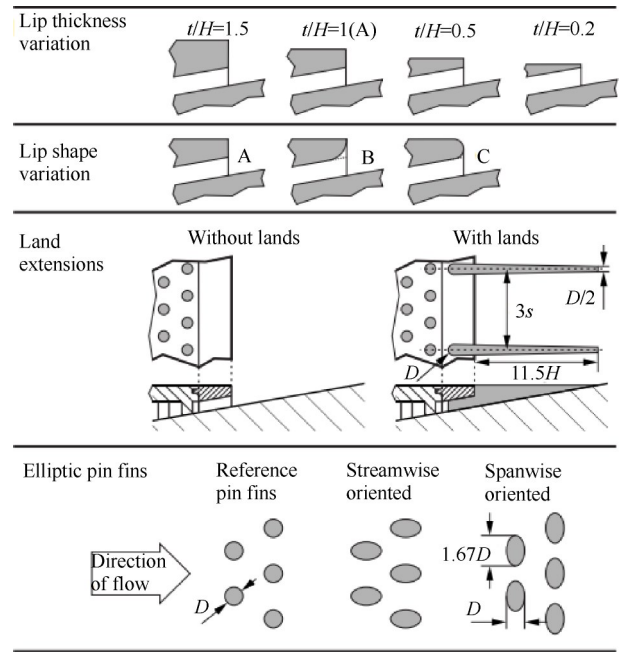 Lip thickness
variation
t/H=1.5
t/H=1(A)
t/H=0.5
t/H=0.2
Lip shape
variation
A
B
C
Land
extensions
Without lands
With lands
D/2
3s
D
11.5H
Elliptic pin fins
Reference
pin fins
Streamwise
oriented
Spanwise
oriented
Direction
of flow
D
1.67D
D